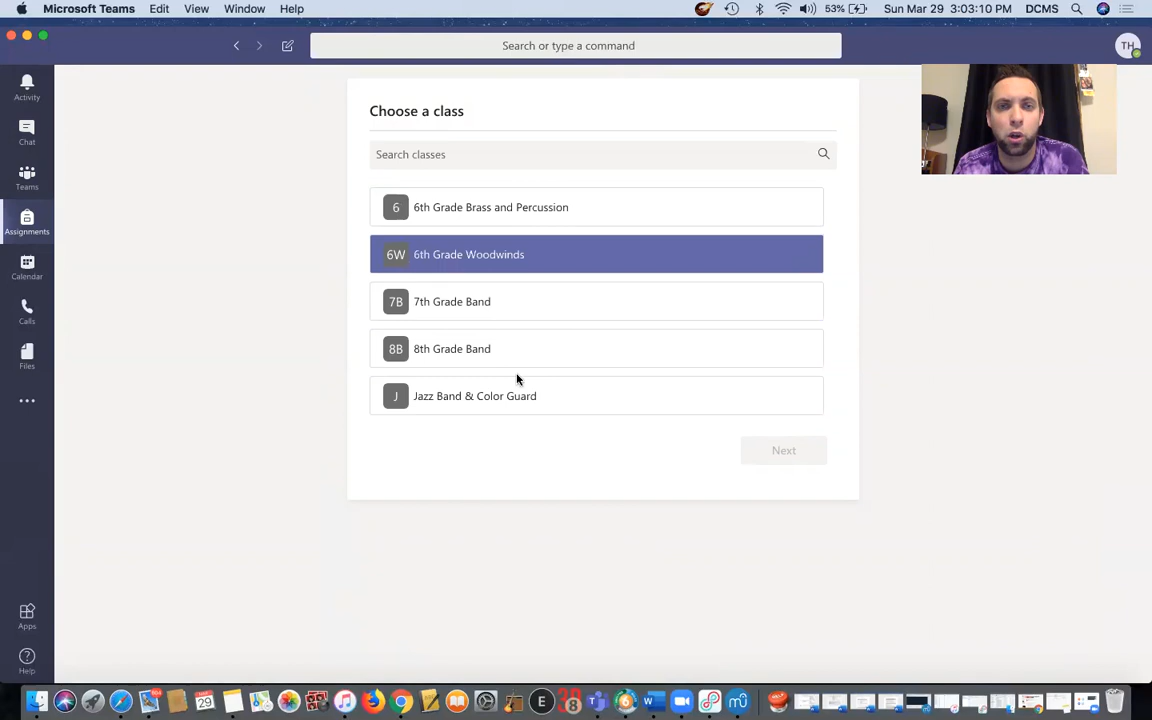 Microsoft Teams Edit View Window Help 53% Sun Mar 29 3:03:10 PM DCMS
Search or type a command
TH
Activity
Chat
Teams
Assignments
Calendar
Calls
Files
Apps
Help
Choose a class
Search classes
6 6th Grade Brass and Percussion
6W 6th Grade Woodwinds
7B 7th Grade Band
8B 8th Grade Band
J Jazz Band & Color Guard
Next